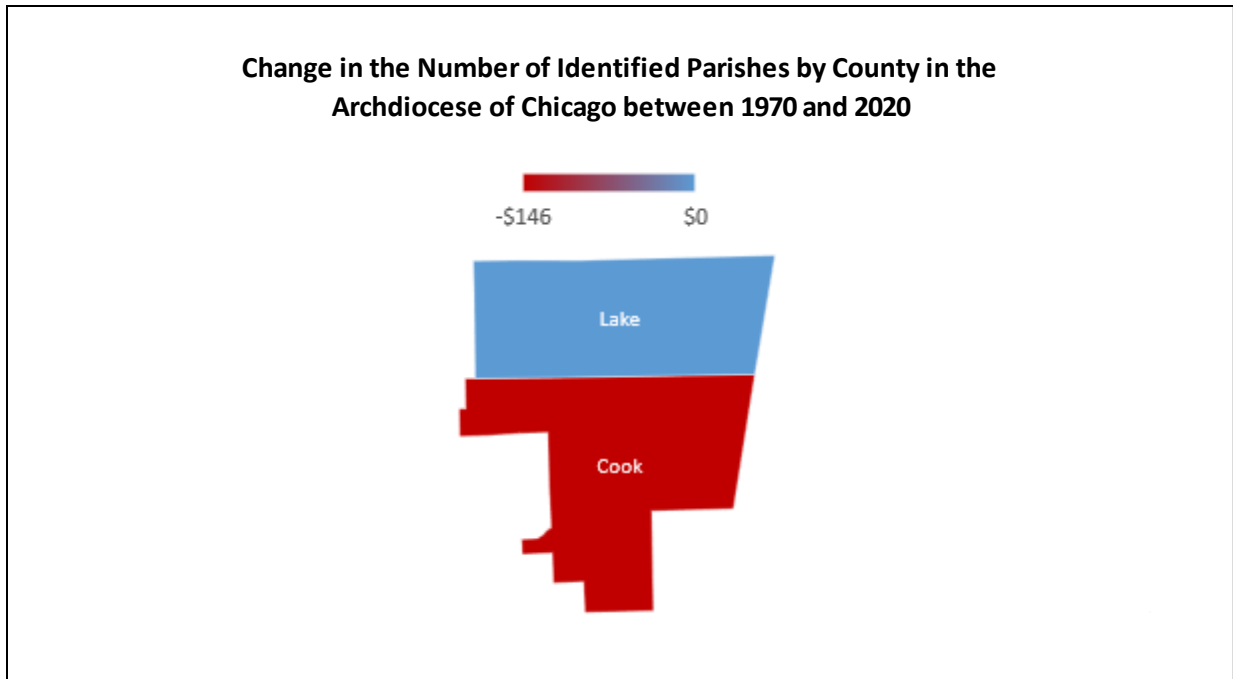 Change in the Number of Identified Parishes by County in the
Archdiocese of Chicago between 1970 and 2020
-$146 $0
Lake
Cook